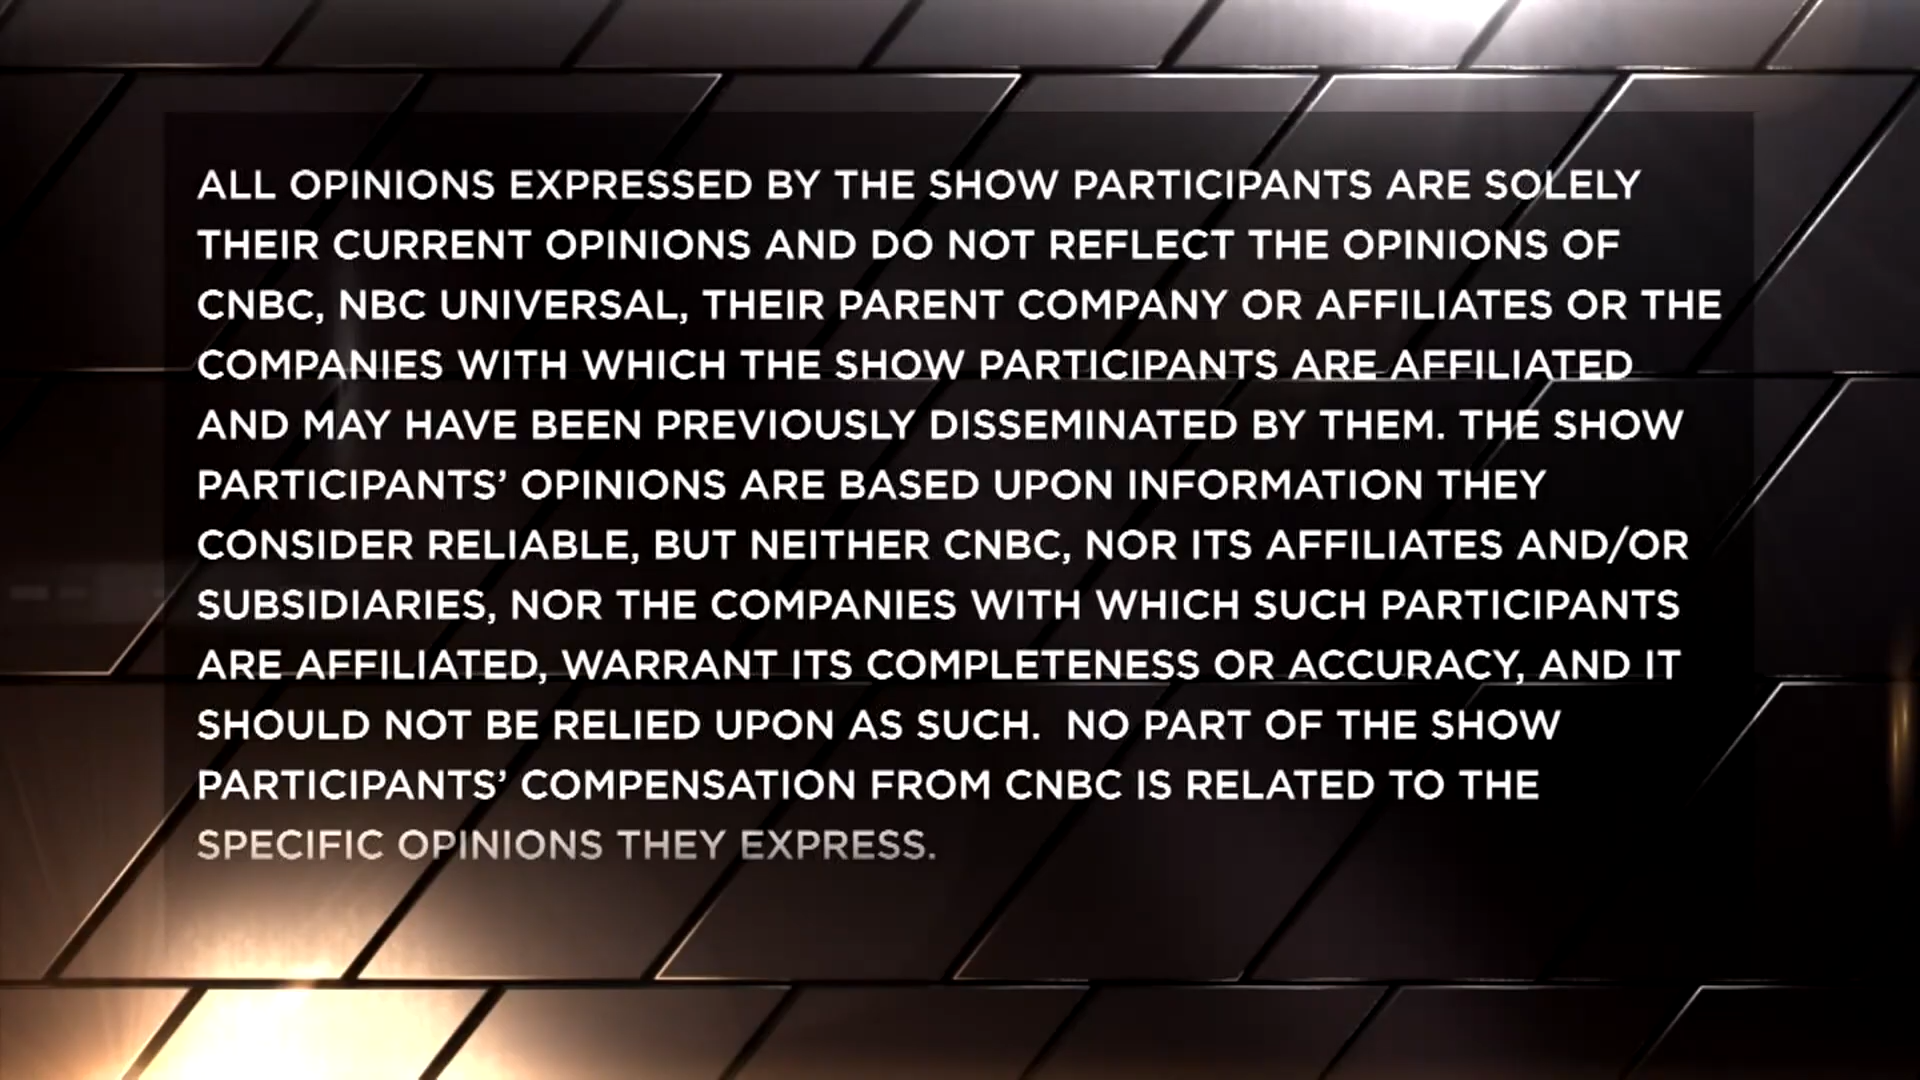 ALL OPINIONS EXPRESSED BY THE SHOW PARTICIPANTS ARE SOLELY
THEIR CURRENT OPINIONS AND DO NOT REFLECT THE OPINIONS OF
CNBC, NBC UNIVERSAL, THEIR PARENT COMPANY OR AFFILIATES OR THE
COMPANIES WITH WHICH THE SHOW PARTICIPANTS ARE AFFILIATED
AND MAY HAVE BEEN PREVIOUSLY DISSEMINATED BY THEM. THE SHOW
PARTICIPANTS’ OPINIONS ARE BASED UPON INFORMATION THEY
CONSIDER RELIABLE, BUT NEITHER CNBC, NOR ITS AFFILIATES AND/OR
SUBSIDIARIES, NOR THE COMPANIES WITH WHICH SUCH PARTICIPANTS
ARE AFFILIATED, WARRANT ITS COMPLETENESS OR ACCURACY, AND IT
SHOULD NOT BE RELIED UPON AS SUCH.  NO PART OF THE SHOW
PARTICIPANTS’ COMPENSATION FROM CNBC IS RELATED TO THE
SPECIFIC OPINIONS THEY EXPRESS.